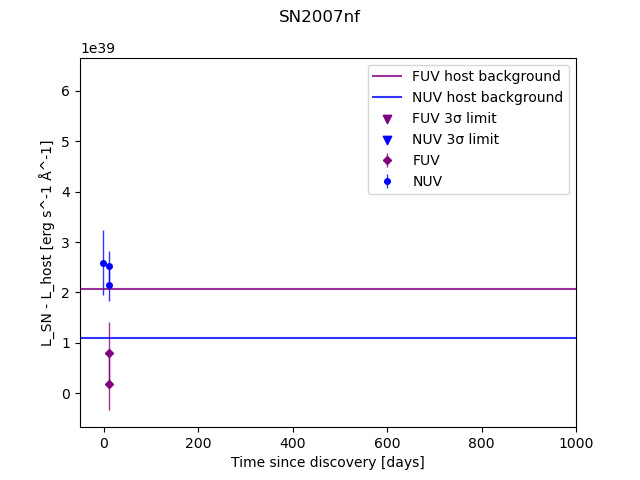 SN2007nf
1e39
FUV host background
NUV host background
FUV 3σ limit
NUV 3σ limit
FUV
NUV
L_SN - L_host [erg s^-1 Å^-1]
6
5
4
3
2
1
0
0 200 400 600 800 1000
Time since discovery [days]